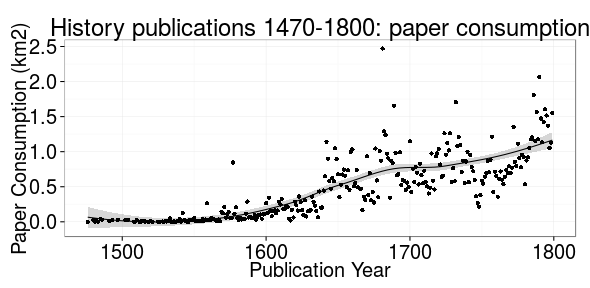 History publications 1470-1800: paper consumption
Paper Consumption (km2)
2.5
2.0
1.5
1.0
0.5
0.0
1500 1600 1700 1800
Publication Year